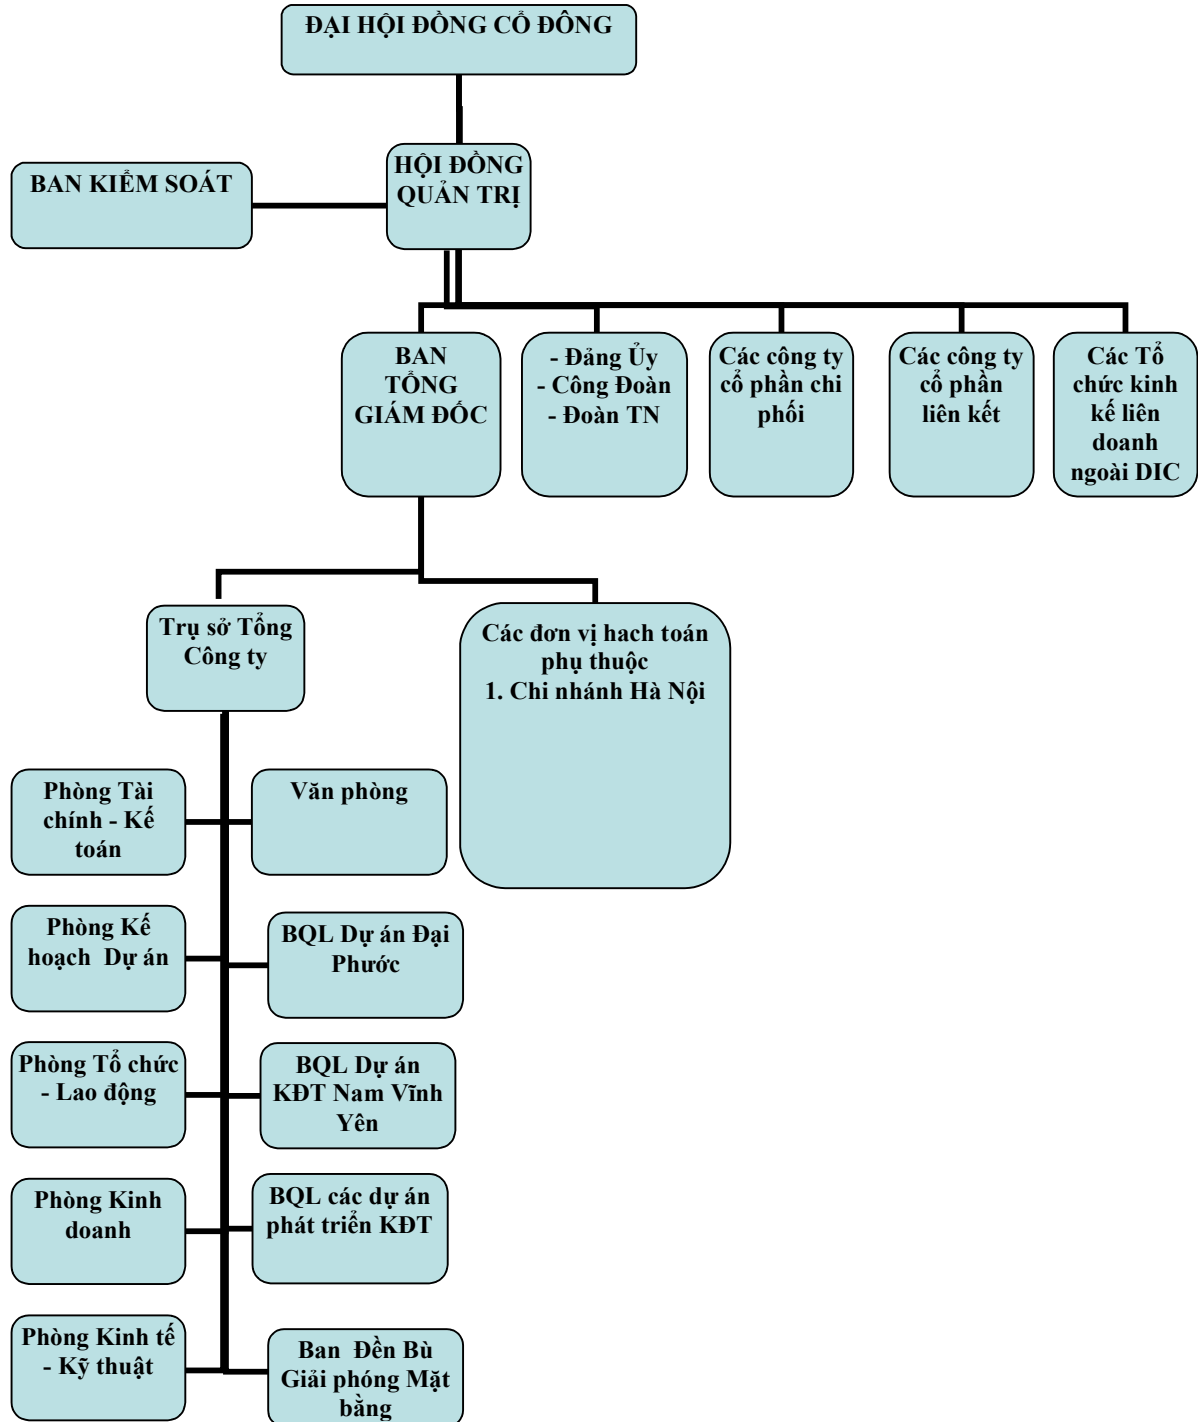 ĐẠI HỘI ĐỒNG CỔ ĐÔNG
BAN KIỂM SOÁT
HỘI ĐỒNG
QUẢN TRỊ
BAN
TỔNG
GIÁM ĐỐC
- Đảng Ủy
- Công Đoàn
- Đoàn TN
Các công ty
cổ phần chi
phối
Các công ty
cổ phần
liên kết
Các Tổ
chức kinh
kế liên
doanh
ngoài DIC
Trụ sở Tổng
Công ty
Các đơn vị hach toán
phụ thuộc
1. Chi nhánh Hà Nội
Phòng Tài
chính - Kế
toán
Văn phòng
Phòng Kế
hoạch  Dự án
BQL Dự án Đại
Phước
Phòng Tổ chức
- Lao động
BQL Dự án
KĐT Nam Vĩnh
Yên
Phòng Kinh
doanh
BQL các dự án
phát triển KĐT
Phòng Kinh tế
- Kỹ thuật
Ban  Đền Bù
Giải phóng Mặt
bằng